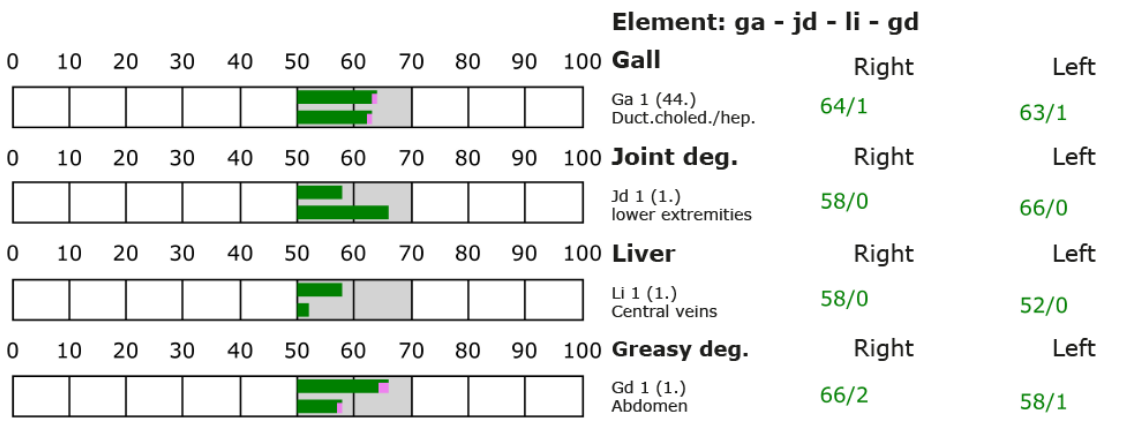 Element: ga - jd - li - gd
0 10 20 30 40 50 60 70 80 90 100 Gall Right Left
Ga 1 (44.)
Duct.choled./hep.
64/1 63/1
0 10 20 30 40 50 60 70 80 90 100 Joint deg. Right Left
Jd 1 (1.)
lower extremities
58/0 66/0
0 10 20 30 40 50 60 70 80 90 100 Liver Right Left
Li 1 (1.)
Central veins
58/0 52/0
0 10 20 30 40 50 60 70 80 90 100 Greasy deg. Right Left
Gd 1 (1.)
Abdomen
66/2 58/1